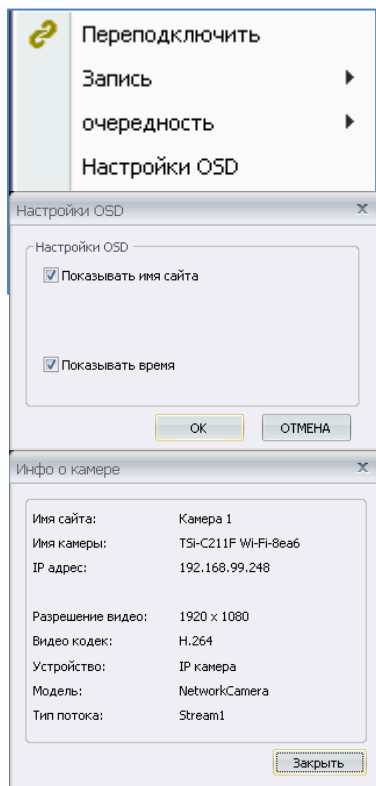 Переподключить
Запись
очередность
Настройки OSD
Настройки OSD x
Настройки OSD
Показывать имя сайта
Показывать время
ОК ОТМЕНА
Инфо о камере x
Имя сайта: Камера 1
Имя камеры: TSi-C211F Wi-Fi-8ea6
IP адрес: 192.168.99.248
Разрешение видео: 1920 x 1080
Видео кодек: H.264
Устройство: IP камера
Модель: NetworkCamera
Тип потока: Stream1
Закрыть